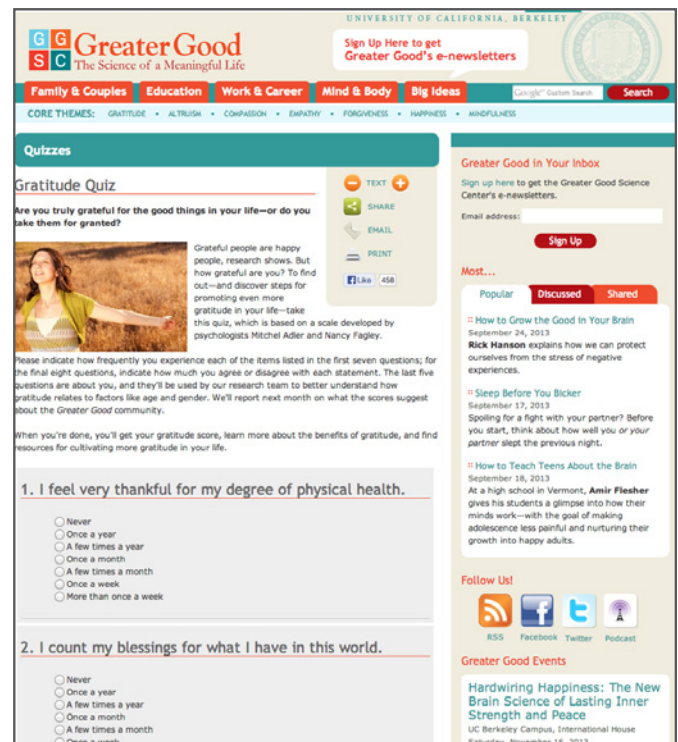 UNIVERSITY OF CALIFORNIA, BERKELEY
G G
S C
Greater Good
The Science of a Meaningful Life
Sign Up Here to get
Greater Good's e-newsletters
Family & Couples Education Work & Career Mind & Body Big Ideas
Google™ Custom Search Search
CORE THEMES: GRATITUDE • ALTRUISM • COMPASSION • EMPATHY • FORGIVENESS • HAPPINESS • MINDFULNESS
Quizzes
Gratitude Quiz
Are you truly grateful for the good things in your life—or do you
take them for granted?
TEXT
SHARE
EMAIL
PRINT
Like 458
Grateful people are happy
people, research shows. But
how grateful are you? To find
out—and discover steps for
promoting even more
gratitude in your life—take
this quiz, which is based on a scale developed by
psychologists Mitchel Adler and Nancy Fagley.
Please indicate how frequently you experience each of the items listed in the first seven questions; for
the final eight questions, indicate how much you agree or disagree with each statement. The last five
questions are about you, and they'll be used by our research team to better understand how
gratitude relates to factors like age and gender. We'll report next month on what the scores suggest
about the Greater Good community.
When you're done, you'll get your gratitude score, learn more about the benefits of gratitude, and find
resources for cultivating more gratitude in your life.
1. I feel very thankful for my degree of physical health.
Never
Once a year
A few times a year
Once a month
A few times a month
Once a week
More than once a week
2. I count my blessings for what I have in this world.
Never
Once a year
A few times a year
Once a month
A few times a month
Once a week
Greater Good in Your Inbox
Sign up here to get the Greater Good Science
Center's e-newsletters.
Email address:
Sign Up
Most...
Popular Discussed Shared
How to Grow the Good in Your Brain
September 24, 2013
Rick Hanson explains how we can protect
ourselves from the stress of negative
experiences.
Sleep Before You Bicker
September 17, 2013
Spoiling for a fight with your partner? Before
you start, think about how well you or your
partner slept the previous night.
How to Teach Teens About the Brain
September 18, 2013
At a high school in Vermont, Amir Flesher
gives his students a glimpse into how their
minds work—with the goal of making
adolescence less painful and nurturing their
growth into happy adults.
Follow Us!
RSS Facebook Twitter Podcast
Greater Good Events
Hardwiring Happiness: The New
Brain Science of Lasting Inner
Strength and Peace
UC Berkeley Campus, International House
Saturday, November 16, 2013